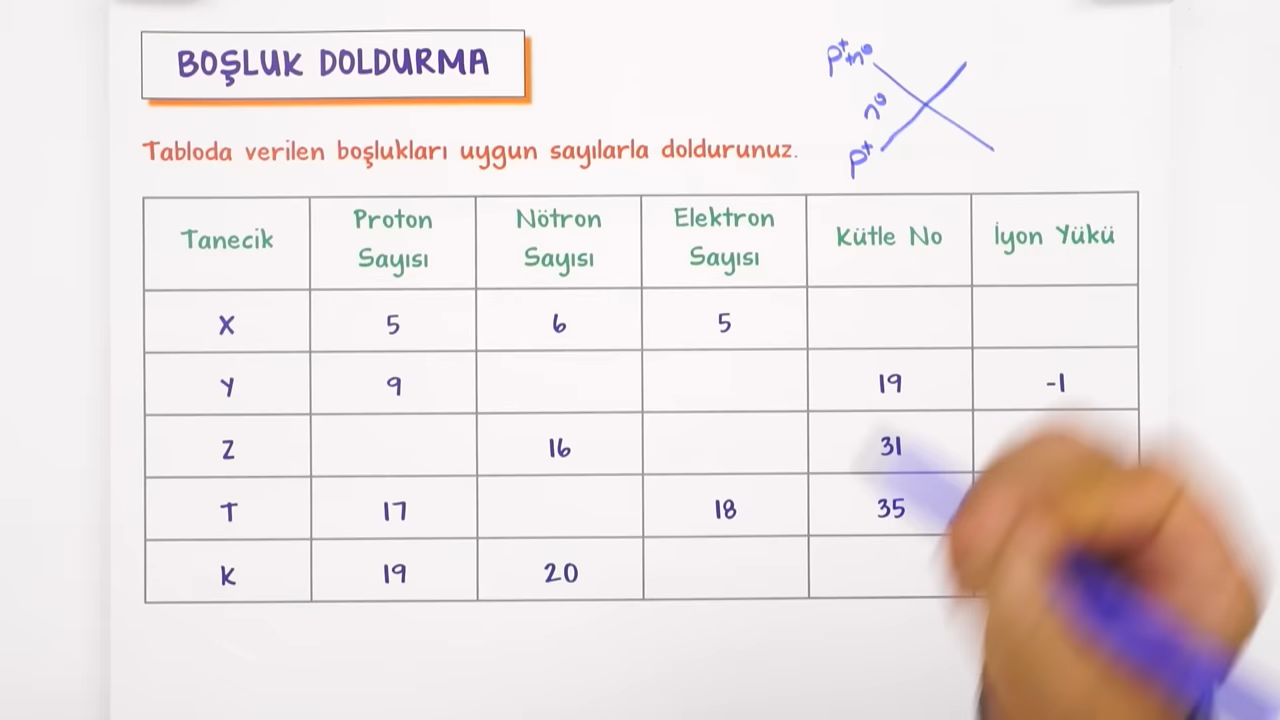 BOŞLUK DOLDURMA
p⁺+n⁰
n⁰
p⁺
Tabloda verilen boşlukları uygun sayılarla doldurunuz.
Tanecik Proton Sayısı Nötron Sayısı Elektron Sayısı Kütle No İyon Yükü
X 5 6 5
Y 9 19 -1
Z 16 31
T 17 18 35
K 19 20